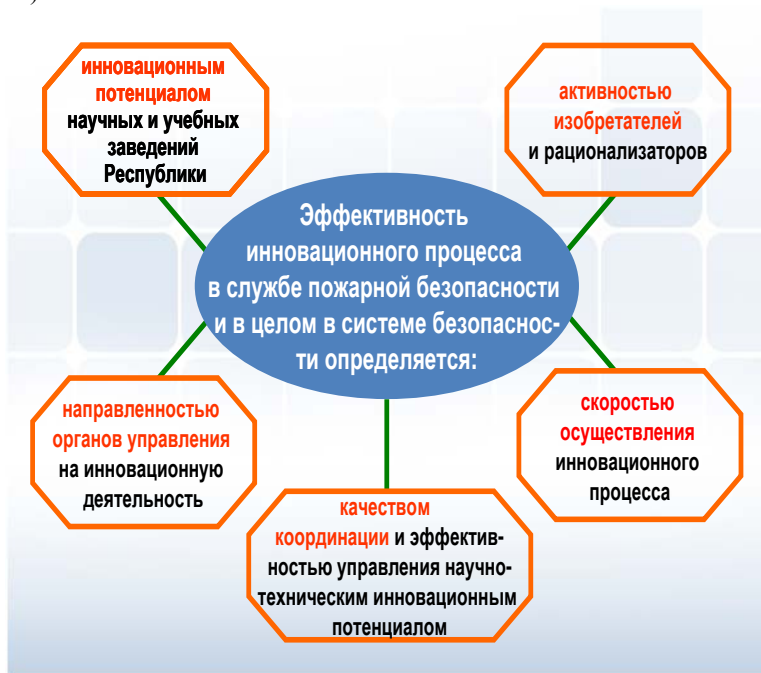 инновационным
потенциалом
научных и учебных
заведений
Республики
активностью
изобретателей
и рационализаторов
Эффективность
инновационного процесса
в службе пожарной безопасности
и в целом в системе безопаснос-
ти определяется:
направленностью
органов управления
на инновационную
деятельность
скоростью
осуществления
инновационного
процесса
качеством
координации и эффектив-
ностью управления научно-
техническим инновационным
потенциалом